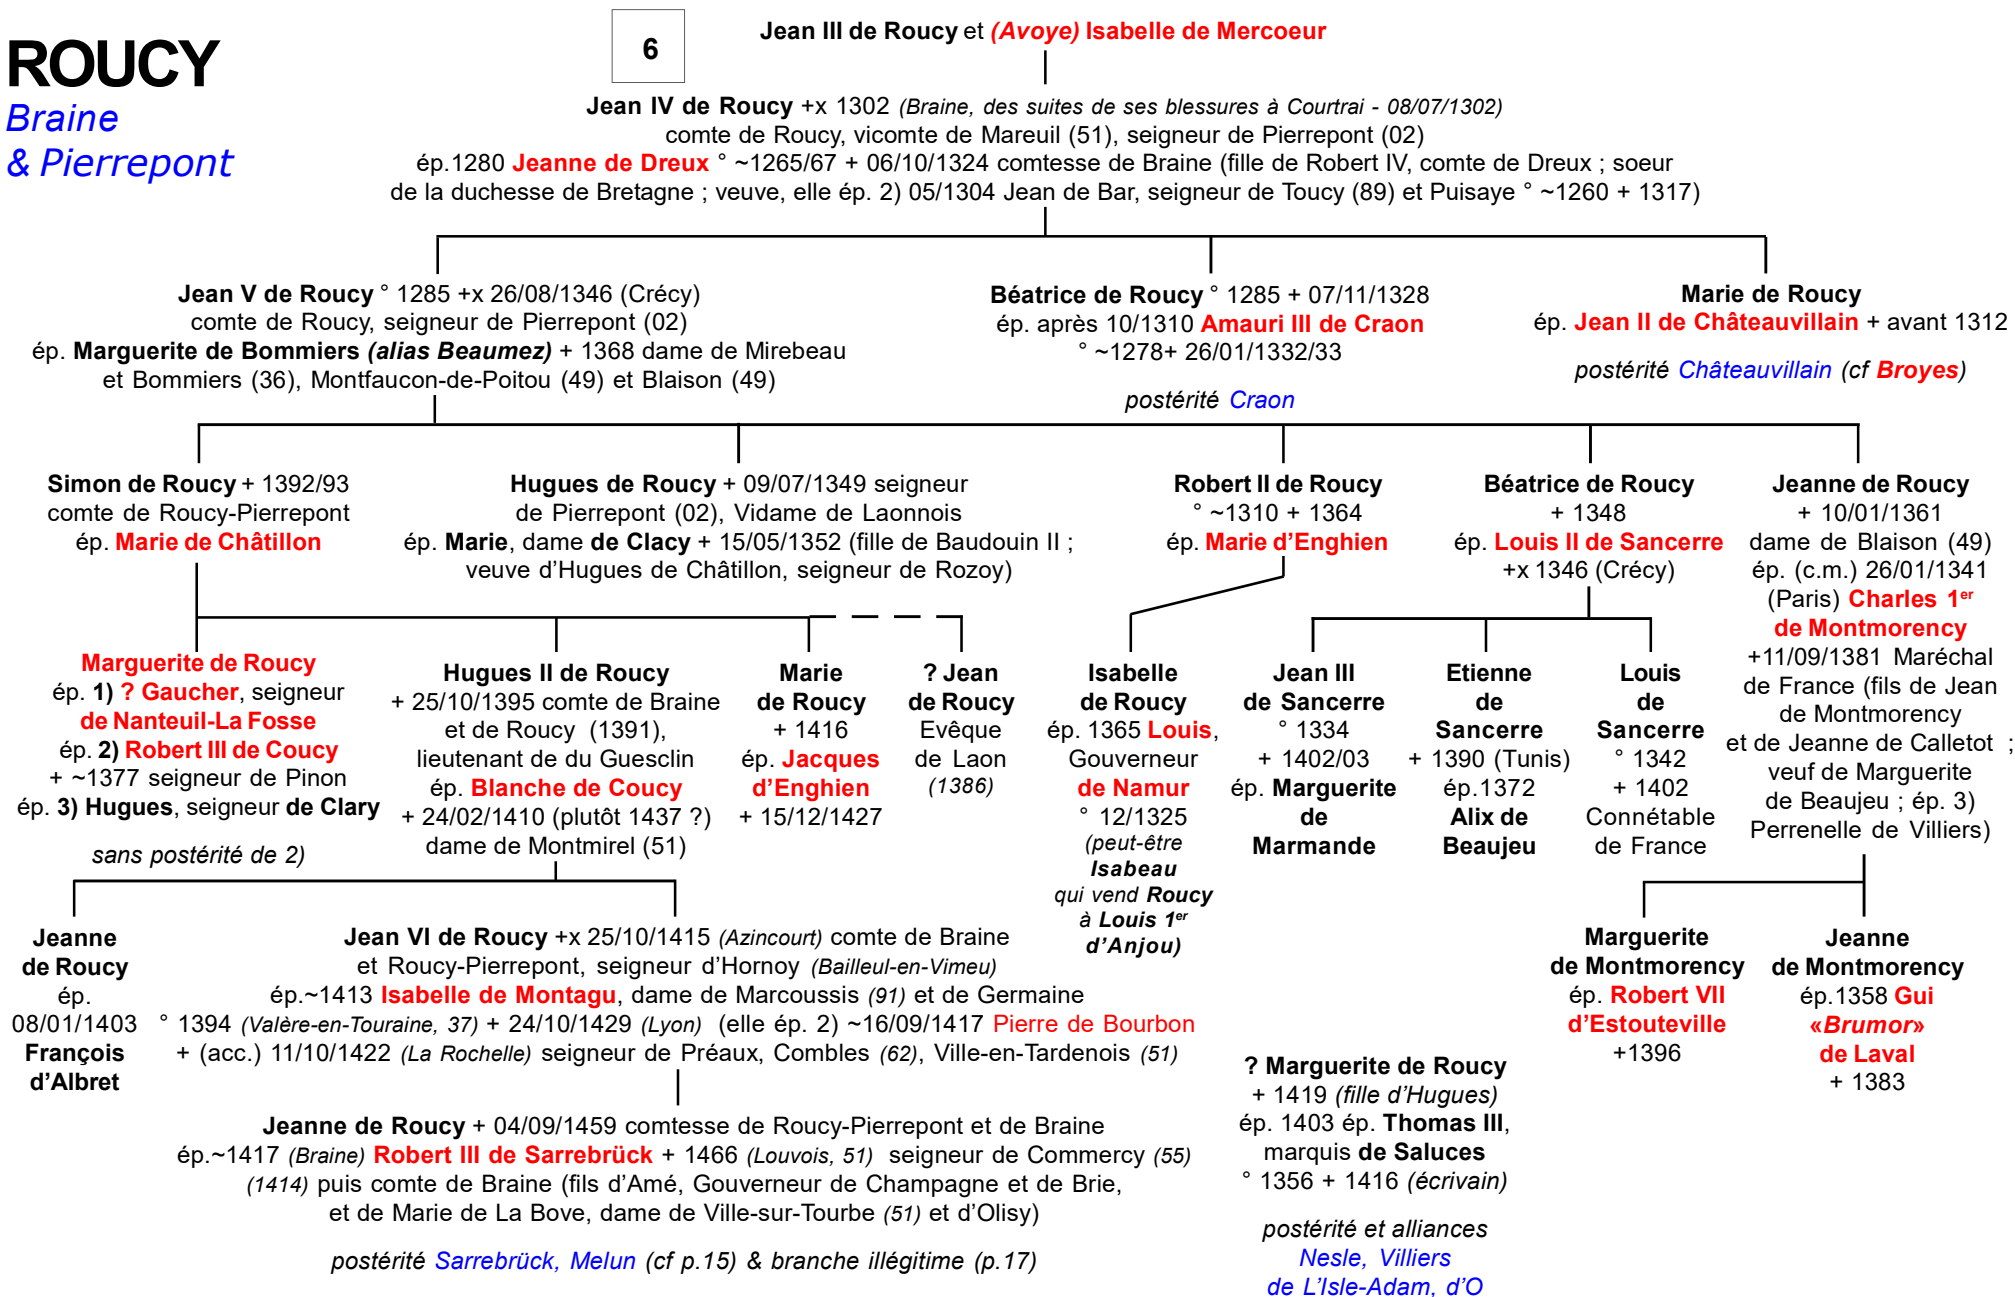 ROUCY
Braine
& Pierrepont
6
Jean III de Roucy et (Avoye) Isabelle de Mercoeur
Jean IV de Roucy +x 1302 (Braine, des suites de ses blessures à Courtrai - 08/07/1302)
comte de Roucy, vicomte de Mareuil (51), seigneur de Pierrepont (02)
ép.1280 Jeanne de Dreux ° ~1265/67 + 06/10/1324 comtesse de Braine (fille de Robert IV, comte de Dreux ; soeur
de la duchesse de Bretagne ; veuve, elle ép. 2) 05/1304 Jean de Bar, seigneur de Toucy (89) et Puisaye ° ~1260 + 1317)
Jean V de Roucy ° 1285 +x 26/08/1346 (Crécy)
comte de Roucy, seigneur de Pierrepont (02)
ép. Marguerite de Bommiers (alias Beaumez) + 1368 dame de Mirebeau
et Bommiers (36), Montfaucon-de-Poitou (49) et Blaison (49)
Béatrice de Roucy ° 1285 + 07/11/1328
ép. après 10/1310 Amauri III de Craon
° ~1278+ 26/01/1332/33
postérité Craon
Marie de Roucy
ép. Jean II de Châteauvillain + avant 1312
postérité Châteauvillain (cf Broyes)
Simon de Roucy + 1392/93
comte de Roucy-Pierrepont
ép. Marie de Châtillon
Hugues de Roucy + 09/07/1349 seigneur
de Pierrepont (02), Vidame de Laonnois
ép. Marie, dame de Clacy + 15/05/1352 (fille de Baudouin II ;
veuve d'Hugues de Châtillon, seigneur de Rozoy)
Robert II de Roucy
° ~1310 + 1364
ép. Marie d'Enghien
Béatrice de Roucy
+ 1348
ép. Louis II de Sancerre
+x 1346 (Crécy)
Jeanne de Roucy
+ 10/01/1361
dame de Blaison (49)
ép. (c.m.) 26/01/1341
(Paris) Charles 1er
de Montmorency
+11/09/1381 Maréchal
de France (fils de Jean
de Montmorency
et de Jeanne de Calletot ;
veuf de Marguerite
de Beaujeu ; ép. 3)
Perrenelle de Villiers)
Marguerite de Roucy
ép. 1) ? Gaucher, seigneur
de Nanteuil-La Fosse
ép. 2) Robert III de Coucy
+ ~1377 seigneur de Pinon
ép. 3) Hugues, seigneur de Clary
sans postérité de 2)
Hugues II de Roucy
+ 25/10/1395 comte de Braine
et de Roucy (1391),
lieutenant de du Guesclin
ép. Blanche de Coucy
+ 24/02/1410 (plutôt 1437 ?)
dame de Montmirel (51)
Marie
de Roucy
+ 1416
ép. Jacques
d'Enghien
+ 15/12/1427
? Jean
de Roucy
Evêque
de Laon
(1386)
Isabelle
de Roucy
ép. 1365 Louis,
Gouverneur
de Namur
° 12/1325
(peut-être
Isabeau
qui vend Roucy
à Louis 1er
d'Anjou)
Jean III
de Sancerre
° 1334
+ 1402/03
ép. Marguerite
de
Marmande
Etienne
de
Sancerre
+ 1390 (Tunis)
ép.1372
Alix de
Beaujeu
Louis
de
Sancerre
° 1342
+ 1402
Connétable
de France
Jeanne
de Roucy
ép.
08/01/1403
François
d'Albret
Jean VI de Roucy +x 25/10/1415 (Azincourt) comte de Braine
et Roucy-Pierrepont, seigneur d'Hornoy (Bailleul-en-Vimeu)
ép.~1413 Isabelle de Montagu, dame de Marcoussis (91) et de Germaine
° 1394 (Valère-en-Touraine, 37) + 24/10/1429 (Lyon) (elle ép. 2) ~16/09/1417 Pierre de Bourbon
+ (acc.) 11/10/1422 (La Rochelle) seigneur de Préaux, Combles (62), Ville-en-Tardenois (51)
Marguerite
de Montmorency
ép. Robert VII
d'Estouteville
+1396
Jeanne
de Montmorency
ép.1358 Gui
«Brumor»
de Laval
+ 1383
Jeanne de Roucy + 04/09/1459 comtesse de Roucy-Pierrepont et de Braine
ép.~1417 (Braine) Robert III de Sarrebrück + 1466 (Louvois, 51) seigneur de Commercy (55)
(1414) puis comte de Braine (fils d'Amé, Gouverneur de Champagne et de Brie,
et de Marie de La Bove, dame de Ville-sur-Tourbe (51) et d'Olisy)
postérité Sarrebrück, Melun (cf p.15) & branche illégitime (p.17)
? Marguerite de Roucy
+ 1419 (fille d'Hugues)
ép. 1403 ép. Thomas III,
marquis de Saluces
° 1356 + 1416 (écrivain)
postérité et alliances
Nesle, Villiers
de L'Isle-Adam, d'O